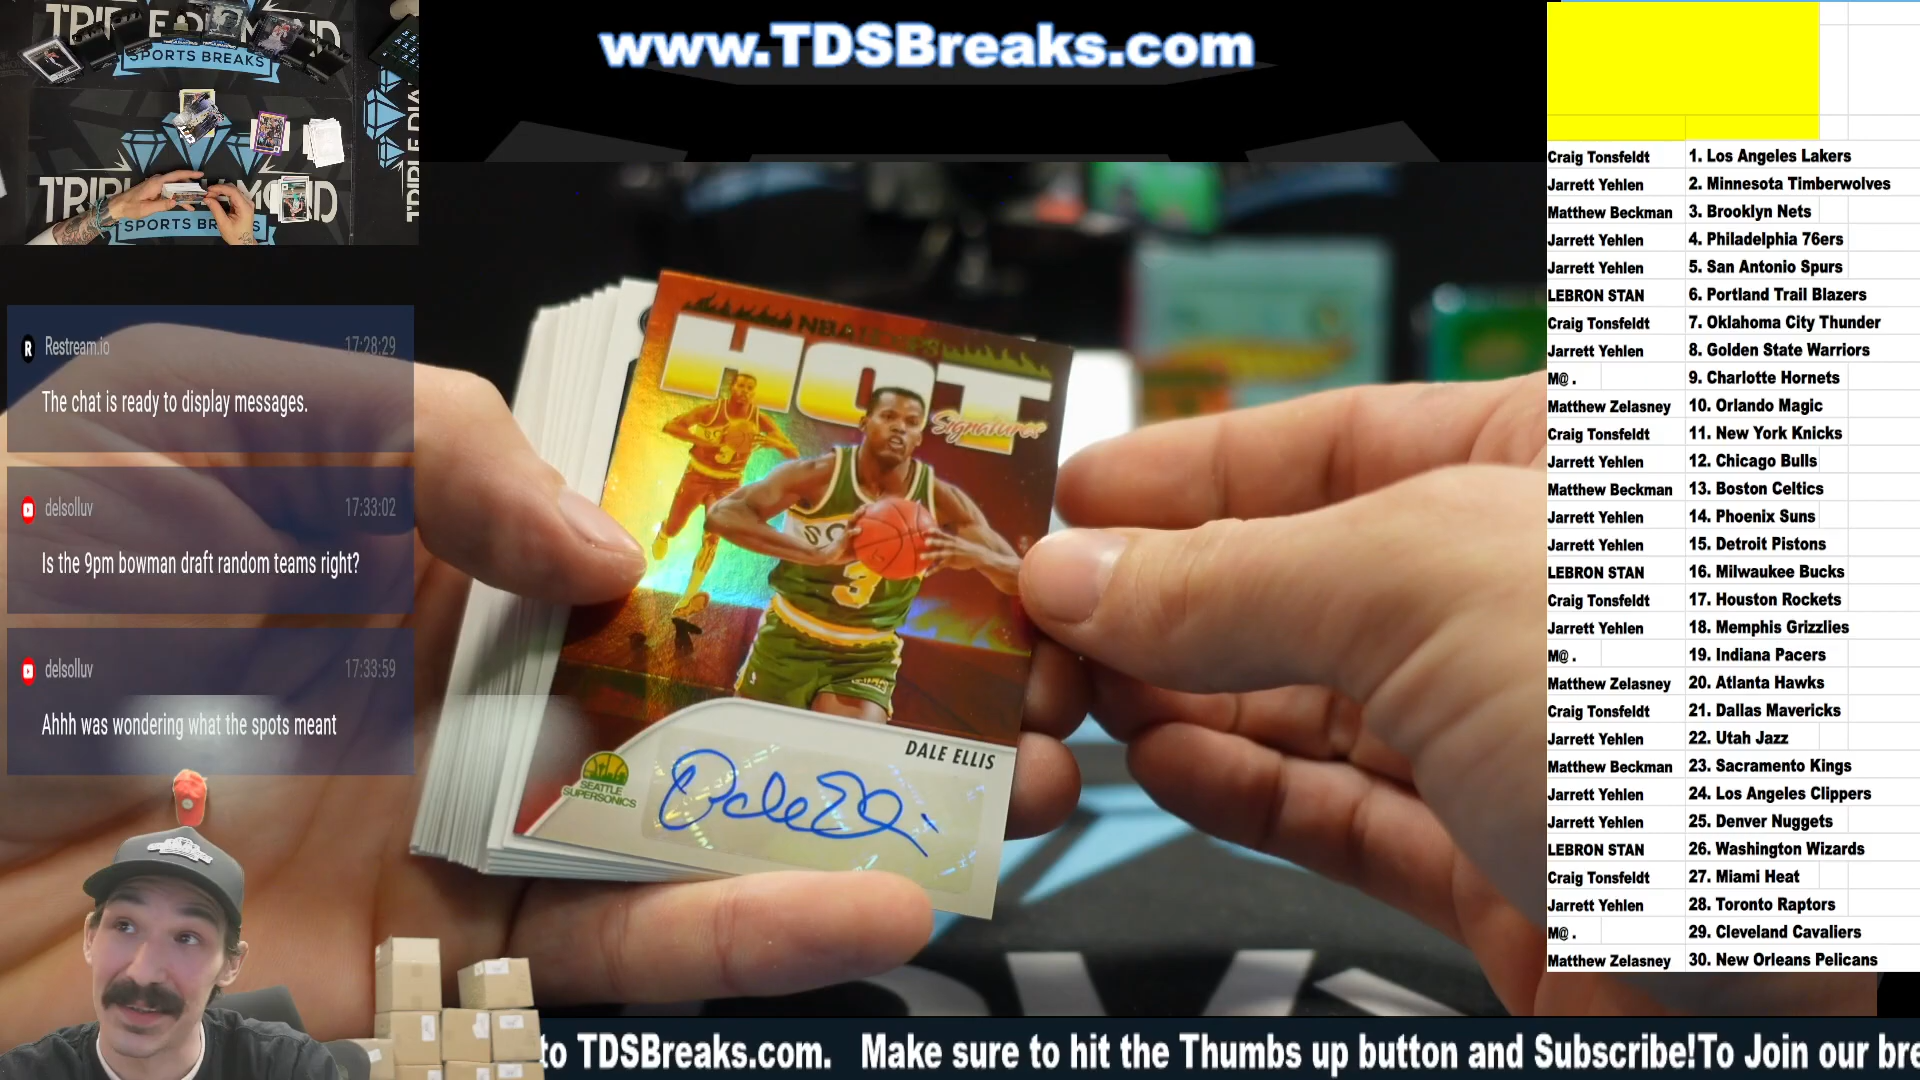 www.TDSBreaks.com
SPORTS BREAKS
SPORTS BREAKS
Restream.io
17:28:29
The chat is ready to display messages.
delsolluv
17:33:02
Is the 9pm bowman draft random teams right?
delsolluv
17:33:59
Ahhh was wondering what the spots meant
HOT
Signatures
3
3
DALE ELLIS
SEATTLE
SUPERSONICS
Dale Ellis
Craig Tonsfeldt 1. Los Angeles Lakers
Jarrett Yehlen 2. Minnesota Timberwolves
Matthew Beckman 3. Brooklyn Nets
Jarrett Yehlen 4. Philadelphia 76ers
Jarrett Yehlen 5. San Antonio Spurs
LEBRON STAN 6. Portland Trail Blazers
Craig Tonsfeldt 7. Oklahoma City Thunder
Jarrett Yehlen 8. Golden State Warriors
M@ . 9. Charlotte Hornets
Matthew Zelasney 10. Orlando Magic
Craig Tonsfeldt 11. New York Knicks
Jarrett Yehlen 12. Chicago Bulls
Matthew Beckman 13. Boston Celtics
Jarrett Yehlen 14. Phoenix Suns
Jarrett Yehlen 15. Detroit Pistons
LEBRON STAN 16. Milwaukee Bucks
Craig Tonsfeldt 17. Houston Rockets
Jarrett Yehlen 18. Memphis Grizzlies
M@ . 19. Indiana Pacers
Matthew Zelasney 20. Atlanta Hawks
Craig Tonsfeldt 21. Dallas Mavericks
Jarrett Yehlen 22. Utah Jazz
Matthew Beckman 23. Sacramento Kings
Jarrett Yehlen 24. Los Angeles Clippers
Jarrett Yehlen 25. Denver Nuggets
LEBRON STAN 26. Washington Wizards
Craig Tonsfeldt 27. Miami Heat
Jarrett Yehlen 28. Toronto Raptors
M@ . 29. Cleveland Cavaliers
Matthew Zelasney 30. New Orleans Pelicans
to TDSBreaks.com. Make sure to hit the Thumbs up button and Subscribe!To Join our bre